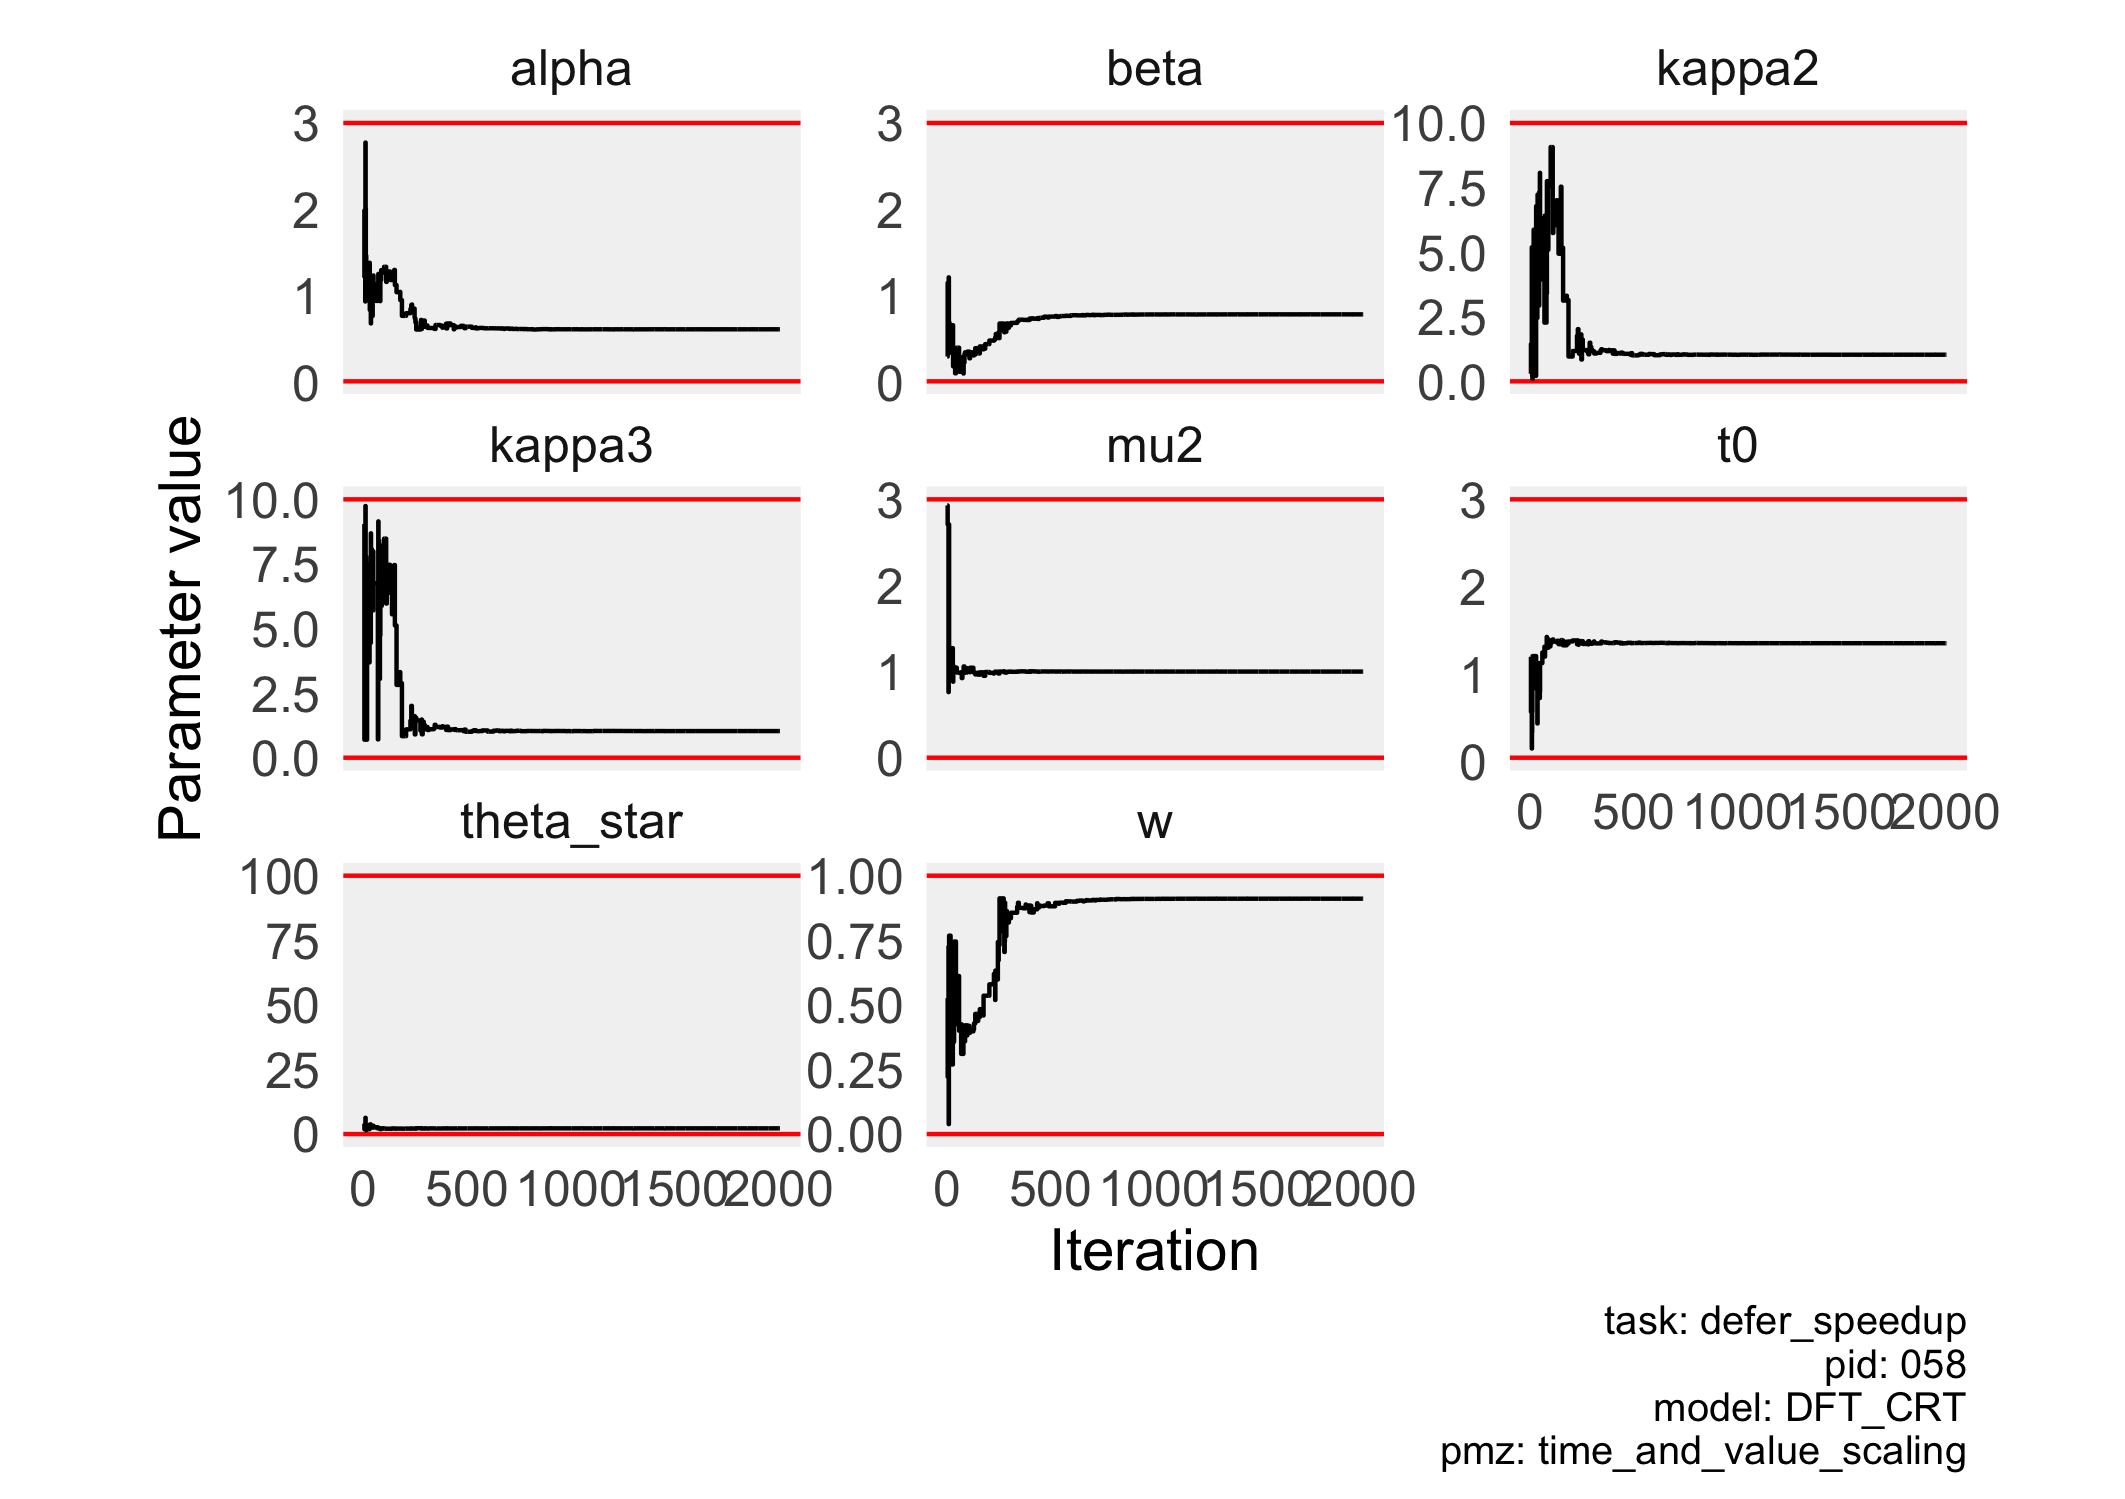 alpha beta kappa2
3 3 10.0
2 2 7.5
1 1 5.0
0 0 2.5
0.0
Parameter value
kappa3 mu2 t0
10.0 3 3
7.5 2 2
5.0 1 1
2.5 0 0
0.0
0 500 1000 1500 2000
theta_star w
100 1.00
75 0.75
50 0.50
25 0.25
0 0.00
0 500 1000 1500 2000 0 500 1000 1500 2000
Iteration
task: defer_speedup
pid: 058
model: DFT_CRT
pmz: time_and_value_scaling